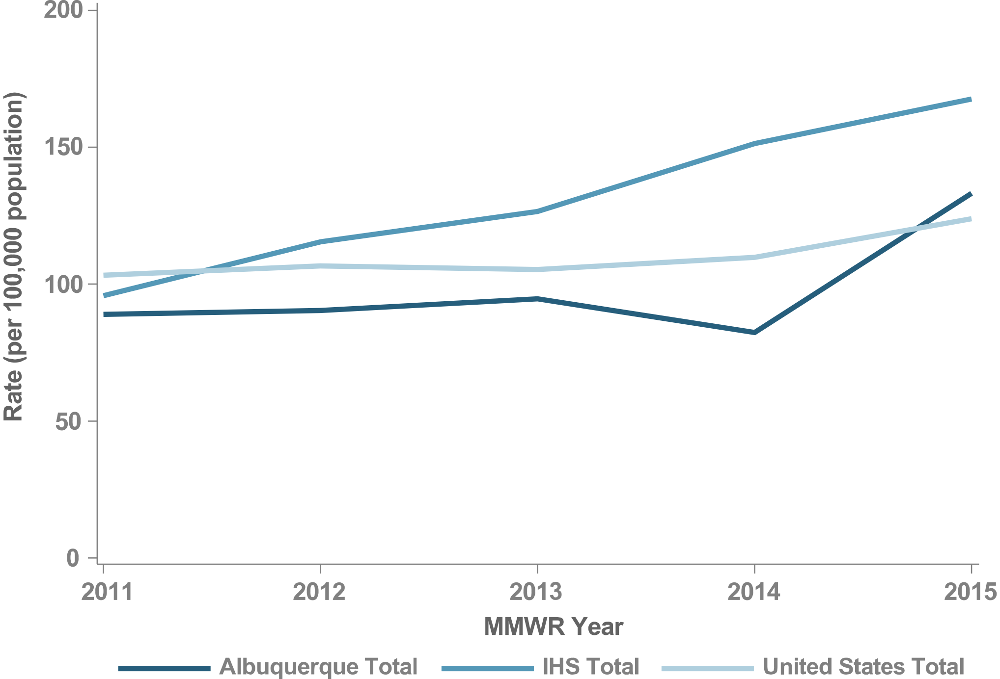 200
150
100
50
0
Rate (per 100,000 population)
2011 2012 2013 2014 2015
MMWR Year
Albuquerque Total IHS Total United States Total